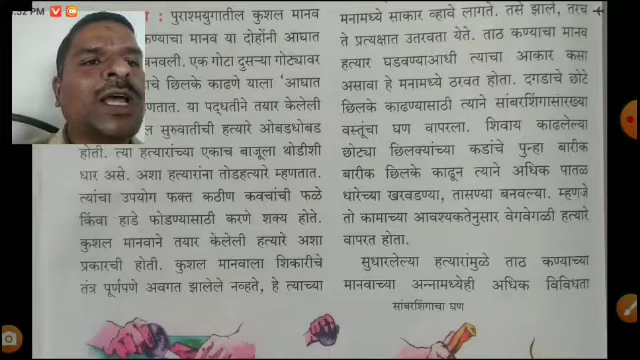 :32 PM
: पुराश्मयुगातील कुशल मानव
कण्याचा मानव या दोहोंनी आघात
बनवली. एक गोटा दुसऱ्या गोट्यावर
चे छिलके काढणे याला 'आघात
णतात. या पद्धतीने तयार केलेली
ल सुरुवातीची हत्यारे ओबडधोबड
होती. त्या हत्यारांच्या एकाच बाजूला थोडीशी
धार असे. अशा हत्यारांना तोडहत्यारे म्हणतात.
त्यांचा उपयोग फक्त कठीण कवचांची फळे
किंवा हाडे फोडण्यासाठी करणे शक्य होते.
कुशल मानवाने तयार केलेली हत्यारे अशा
प्रकारची होती. कुशल मानवाला शिकारीचे
तंत्र पूर्णपणे अवगत झालेले नव्हते, हे त्याच्या
मनामध्ये साकार व्हावे लागते. तसे झाले, तरच
ते प्रत्यक्षात उतरवता येते. ताठ कण्याचा मानव
हत्यार घडवण्याआधी त्याचा आकार कसा
असावा हे मनामध्ये ठरवत होता. दगडाचे छोटे
छिलके काढण्यासाठी त्याने सांबरशिंगासारख्या
वस्तूंचा घण वापरला. शिवाय काढलेल्या
छोट्या छिलक्यांच्या कडांचे पुन्हा बारीक
बारीक छिलके काढून त्याने अधिक पातळ
धारेच्या खरवडण्या, तासण्या बनवल्या. म्हणजे
तो कामाच्या आवश्यकतेनुसार वेगवेगळी हत्यारे
वापरत होता.
सुधारलेल्या हत्यारांमुळे ताठ कण्याच्या
मानवाच्या अन्नामध्येही अधिक विविधता
सांबरशिंगाचा घण